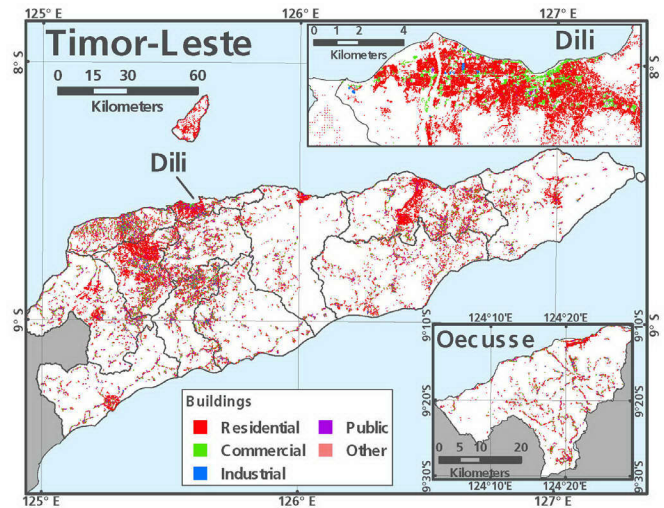 125°E
126°E
127°E
Timor-Leste
0 15 30 60
Kilometers
0 1 2 4
Kilometers
Dili
8°S
8°S
Dili
9°S
9°10'S
124°10'E
124°20'E
9°10'S
Oecusse
9°20'S
9°20'S
0 5 10 20
Kilometers
9°30'S
9°30'S
124°10'E
124°20'E
Buildings
Residential
Public
Commercial
Other
Industrial
125°E
126°E
127°E